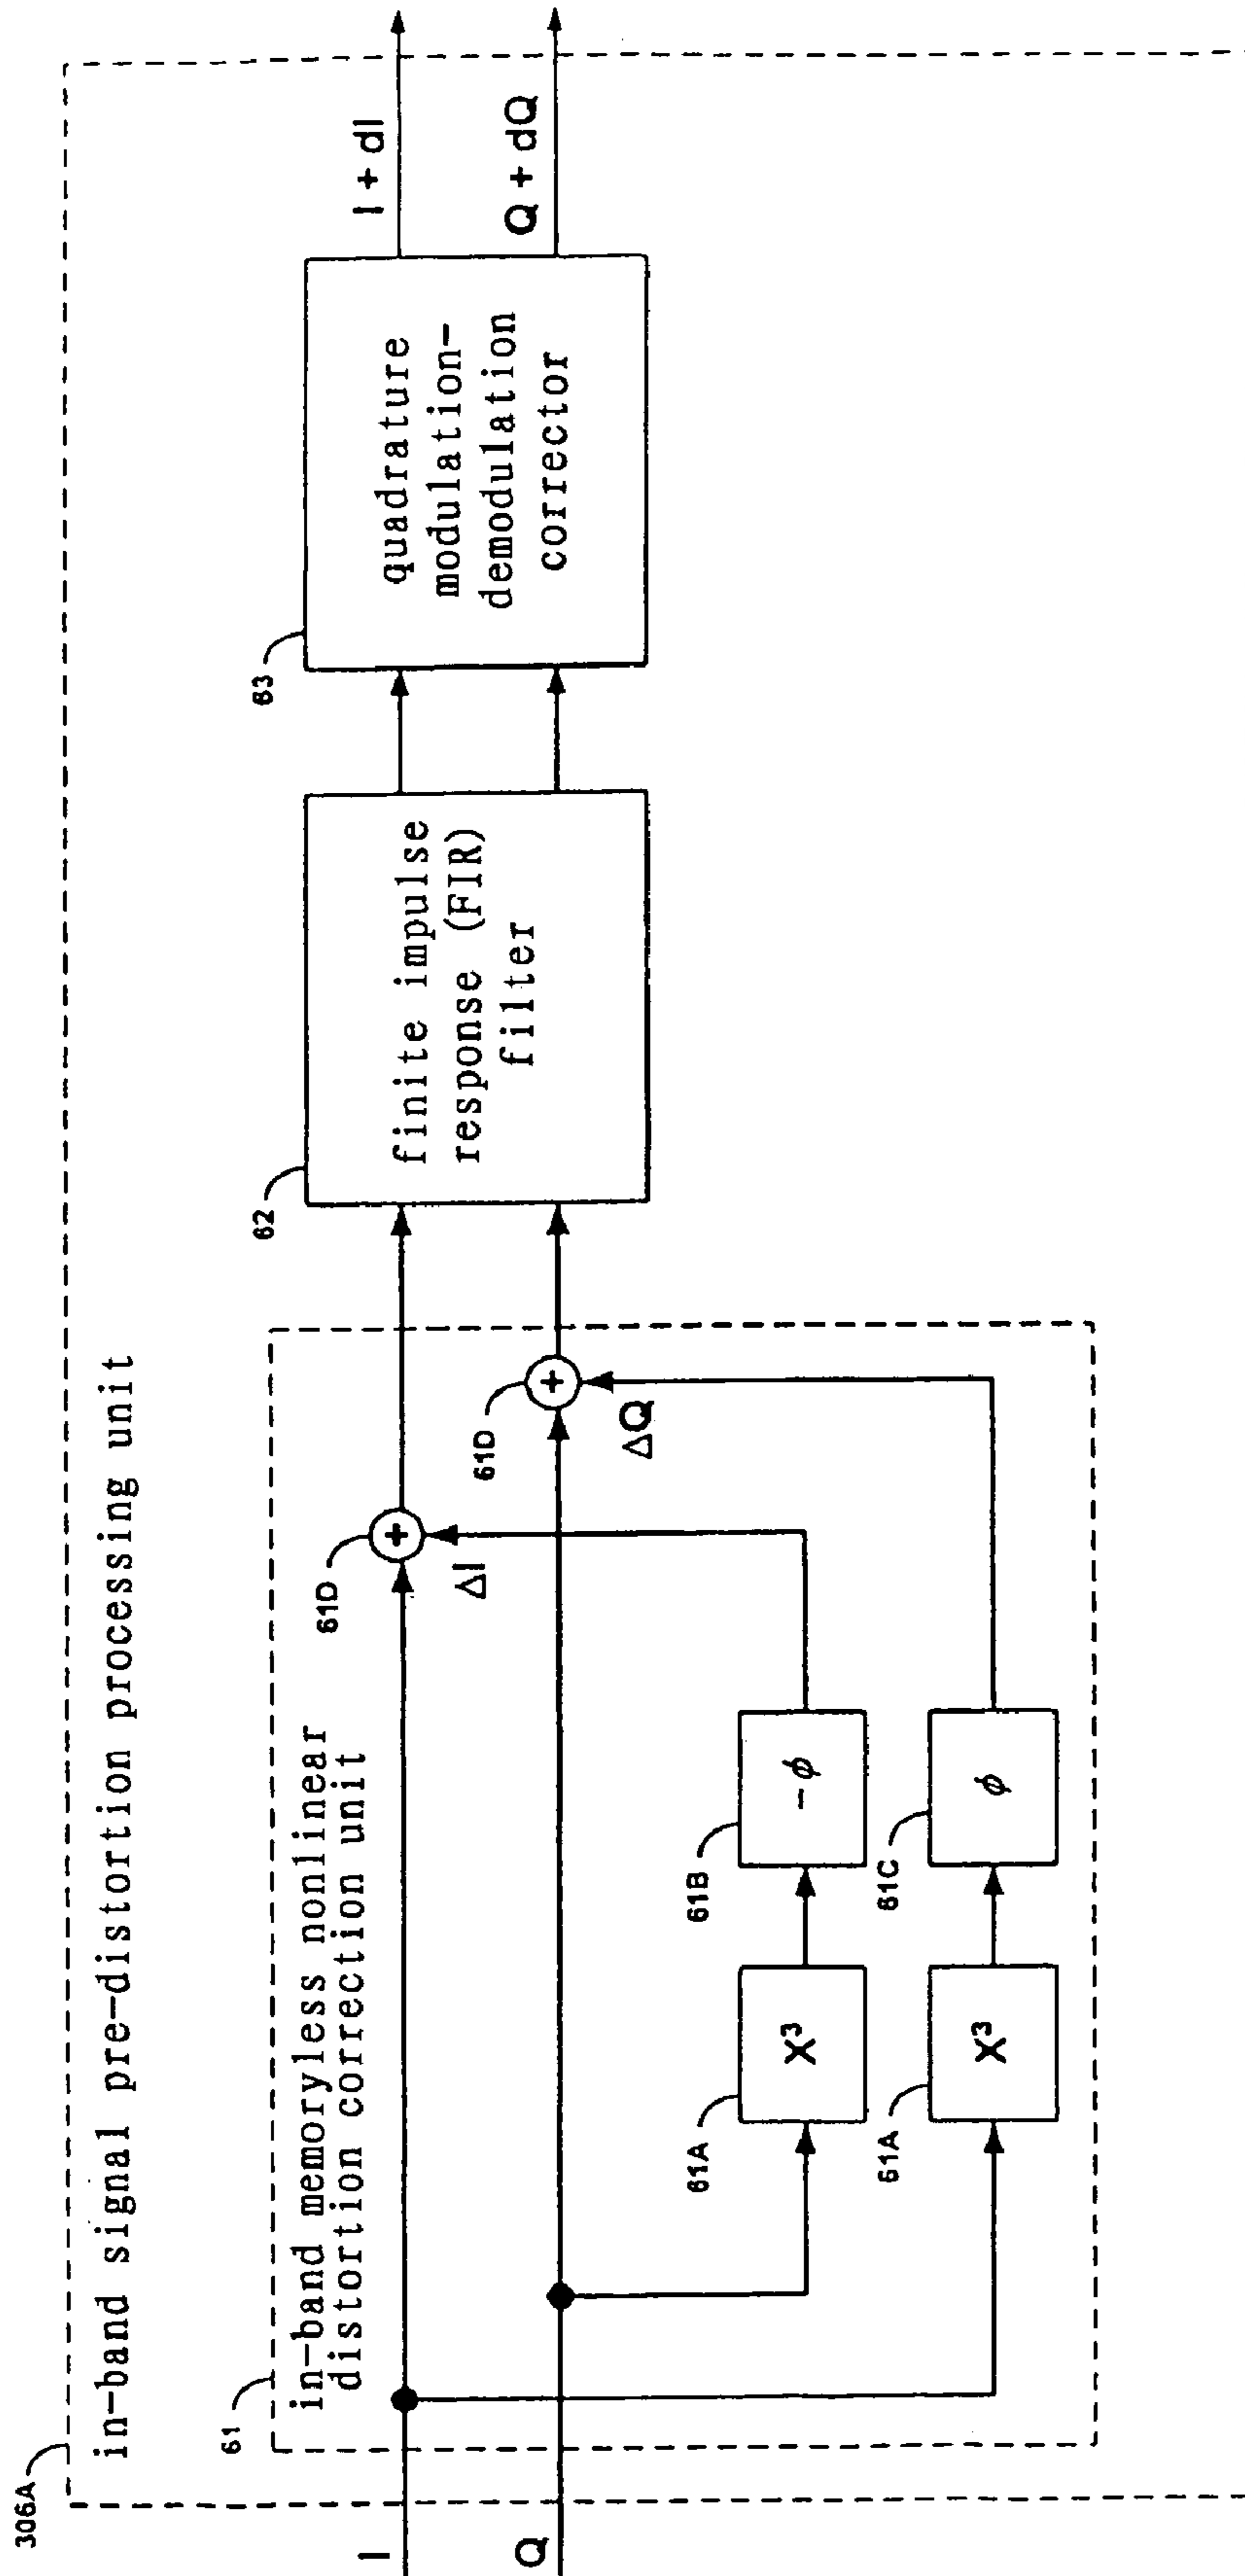 306A
in-band signal pre-distortion processing unit
61
in-band memoryless nonlinear
distortion correction unit
I
Q
61A
X³
61B
−ϕ
61A
X³
61C
ϕ
61D
+
ΔI
61D
+
ΔQ
62
finite impulse
response (FIR)
filter
63
quadrature
modulation-
demodulation
corrector
I + dI
Q + dQ